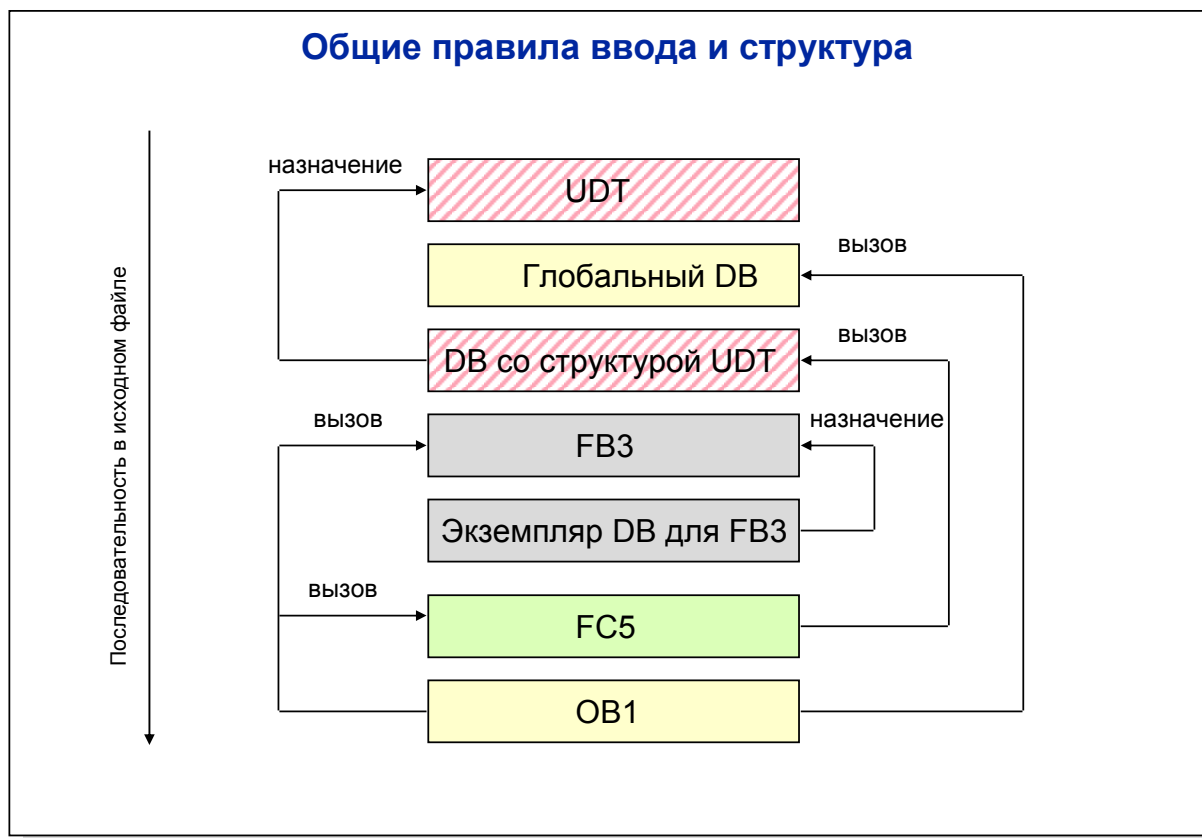 Общие правила ввода и структура
Последовательность в исходном файле
назначение
UDT
Глобальный DB
вызов
DB со структурой UDT
вызов
вызов
FB3
назначение
Экземпляр DB для FB3
вызов
FC5
OB1